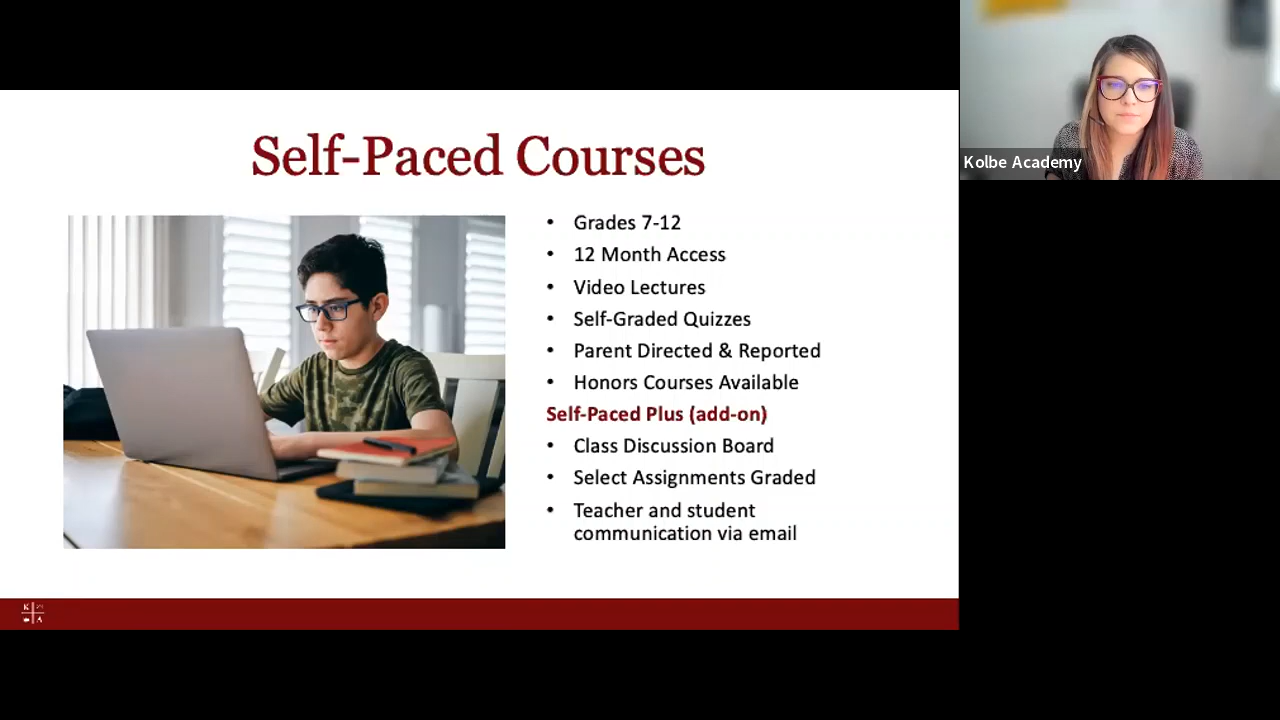 Self-Paced Courses
• Grades 7-12
• 12 Month Access
• Video Lectures
• Self-Graded Quizzes
• Parent Directed & Reported
• Honors Courses Available
Self-Paced Plus (add-on)
• Class Discussion Board
• Select Assignments Graded
• Teacher and student
communication via email
Kolbe Academy
K
A